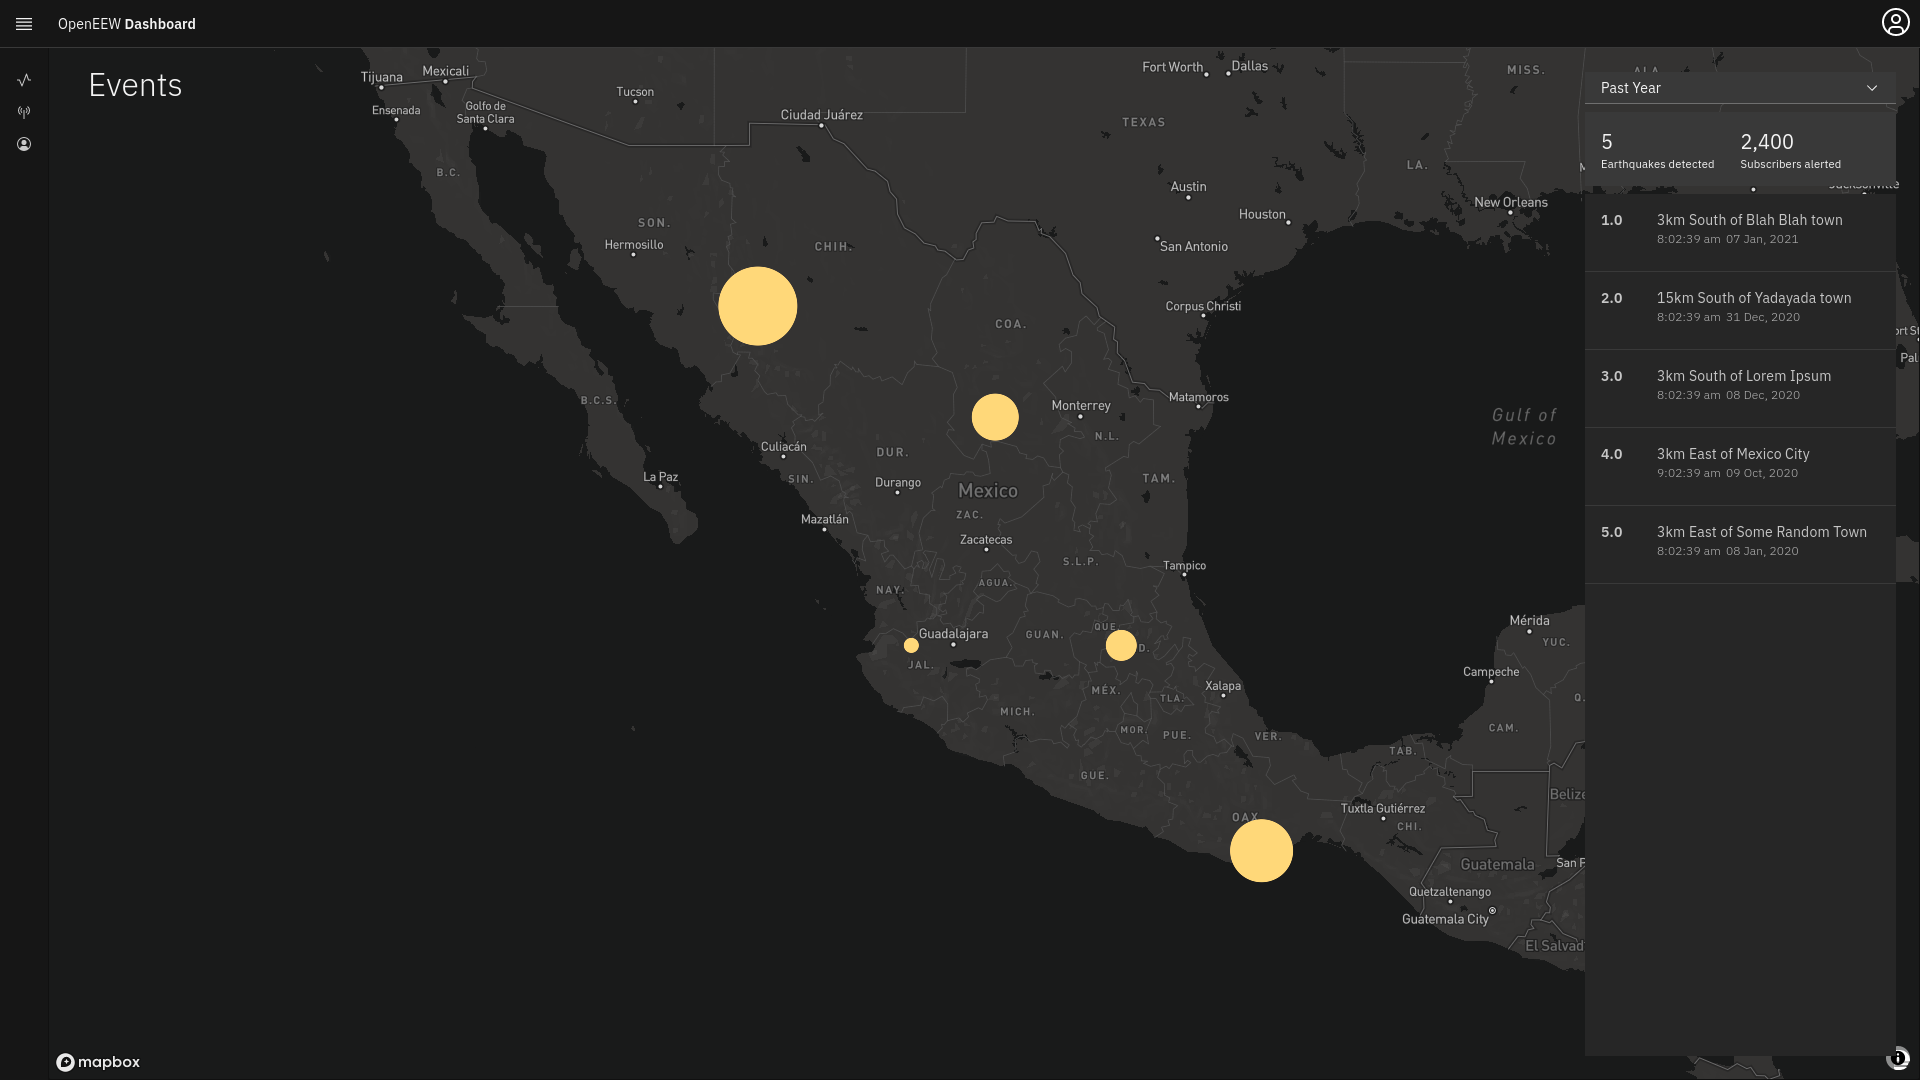 OpenEEW Dashboard
Events
Past Year
5
Earthquakes detected
2,400
Subscribers alerted
1.0
3km South of Blah Blah town
8:02:39 am 07 Jan, 2021
2.0
15km South of Yadayada town
8:02:39 am 31 Dec, 2020
3.0
3km South of Lorem Ipsum
8:02:39 am 08 Dec, 2020
4.0
3km East of Mexico City
9:02:39 am 09 Oct, 2020
5.0
3km East of Some Random Town
8:02:39 am 08 Jan, 2020
Tijuana
Mexicali
Ensenada
Golfo de
Santa Clara
Tucson
Ciudad Juárez
Fort Worth
Dallas
MISS.
TEXAS
LA.
B.C.
Austin
New Orleans
Houston
SON.
Hermosillo
CHIH.
San Antonio
Corpus Christi
COA.
B.C.S.
Monterrey
Matamoros
N.L.
Gulf of
Mexico
Culiacán
DUR.
SIN.
La Paz
Durango
Mexico
TAM.
ZAC.
Mazatlán
Zacatecas
S.L.P.
Tampico
AGUA.
NAY.
Guadalajara
GUAN.
QUE.
JAL.
Mérida
YUC.
Campeche
MÉX.
TLA.
Xalapa
MICH.
MOR.
PUE.
VER.
CAM.
TAB.
GUE.
OAX.
Tuxtla Gutiérrez
CHI.
Belize
Guatemala
Quetzaltenango
Guatemala City
El Salvad
mapbox